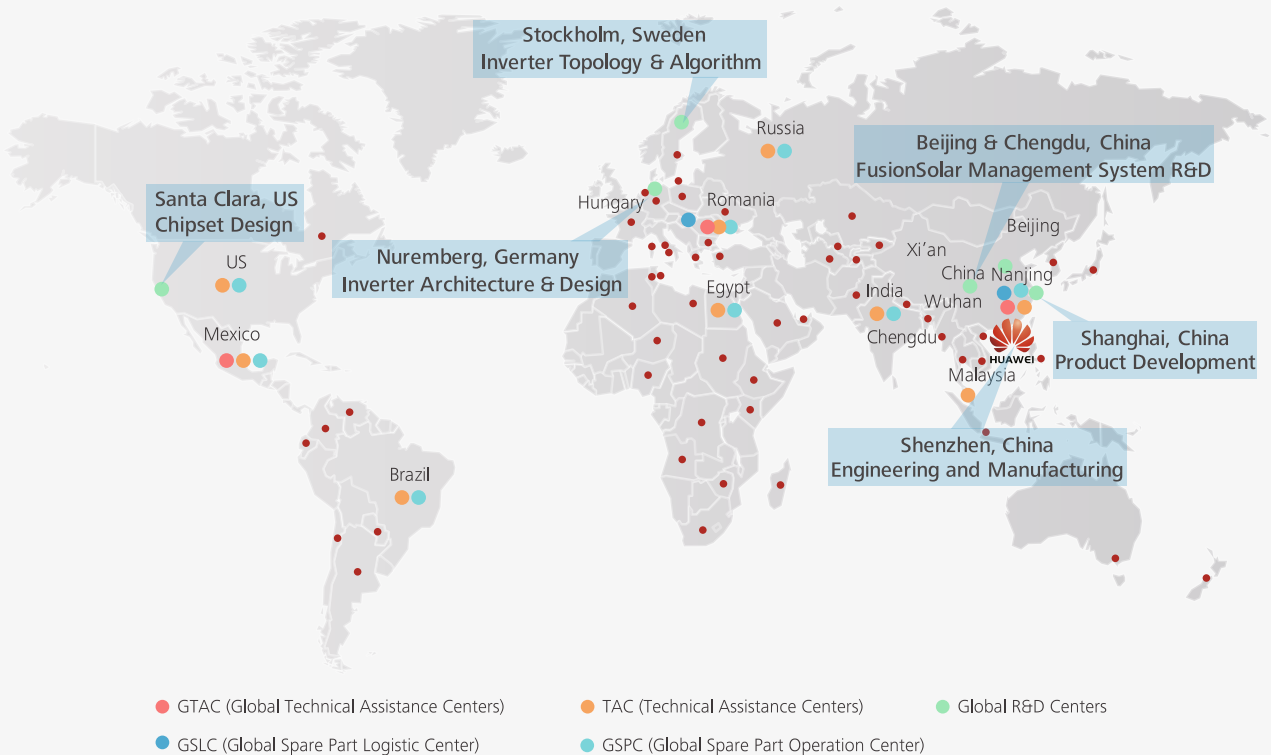 Stockholm, Sweden
Inverter Topology & Algorithm
Russia
Beijing & Chengdu, China
FusionSolar Management System R&D
Santa Clara, US
Chipset Design
Hungary
Romania
Beijing
Nuremberg, Germany
Inverter Architecture & Design
Xi’an
US
China
Nanjing
Egypt
India
Wuhan
Mexico
Chengdu
HUAWEI
Shanghai, China
Product Development
Malaysia
Shenzhen, China
Engineering and Manufacturing
Brazil
GTAC (Global Technical Assistance Centers)
TAC (Technical Assistance Centers)
Global R&D Centers
GSLC (Global Spare Part Logistic Center)
GSPC (Global Spare Part Operation Center)